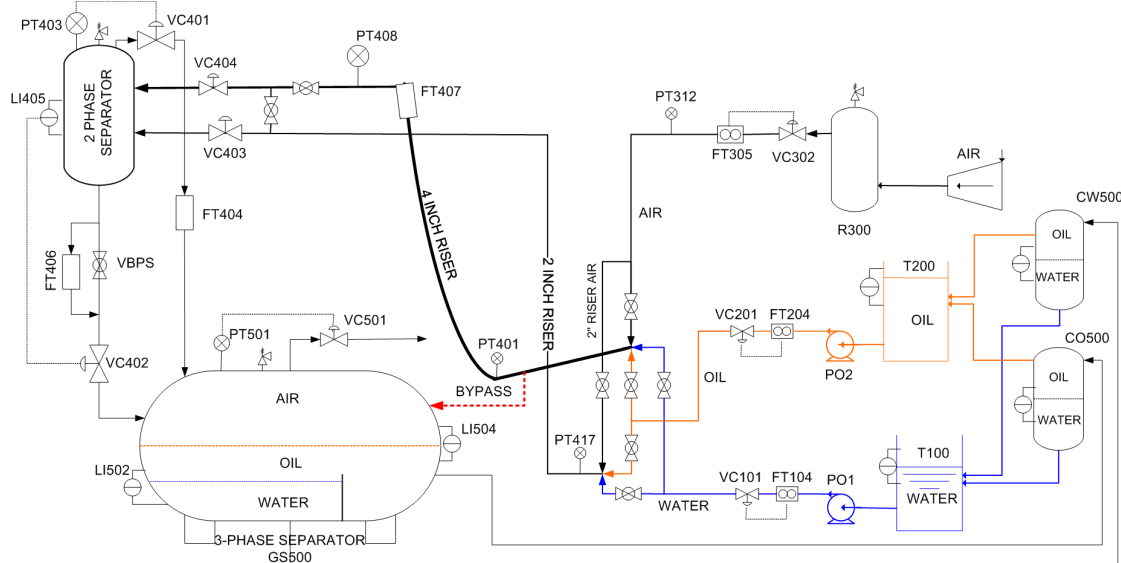 PT403
VC401
PT408
VC404
FT407
LI405
2 PHASE
SEPARATOR
PT312
VC403
FT305
VC302
AIR
CW500
R300
4 INCH RISER
FT404
AIR
OIL
WATER
T200
FT406
VBPS
2 INCH RISER
2" RISER AIR
OIL
PT501
VC501
VC201
FT204
CO500
VC402
PT401
OIL
PO2
OIL
WATER
BYPASS
AIR
LI504
PT417
T100
LI502
OIL
VC101
FT104
PO1
WATER
WATER
WATER
3-PHASE SEPARATOR
GS500